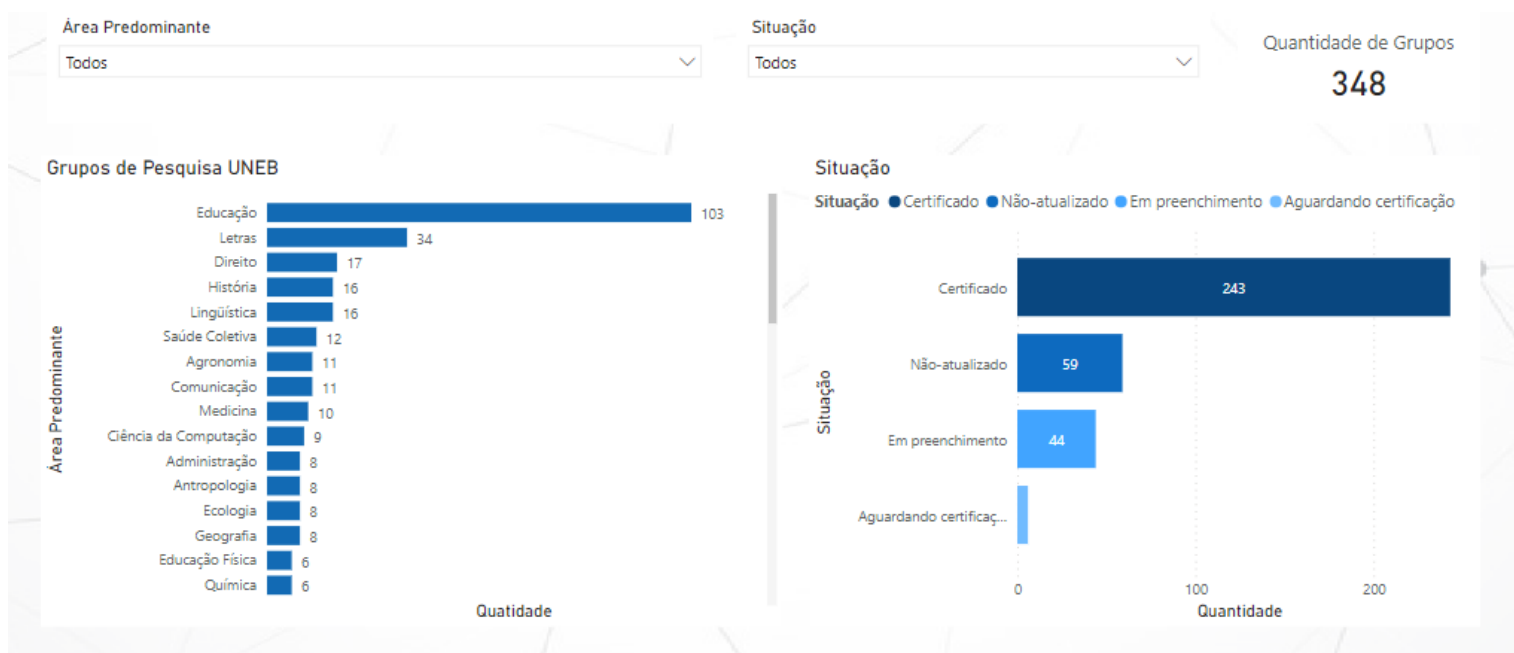 Área Predominante
Todos
Situação
Todos
Quantidade de Grupos
348
Grupos de Pesquisa UNEB
Área Predominante
Educação 103
Letras 34
Direito 17
História 16
Lingüística 16
Saúde Coletiva 12
Agronomia 11
Comunicação 11
Medicina 10
Ciência da Computação 9
Administração 8
Antropologia 8
Ecologia 8
Geografia 8
Educação Física 6
Química 6
Quatidade
Situação
Situação Certificado Não-atualizado Em preenchimento Aguardando certificação
Situação
Certificado 243
Não-atualizado 59
Em preenchimento 44
Aguardando certificaç...
0 100 200
Quantidade